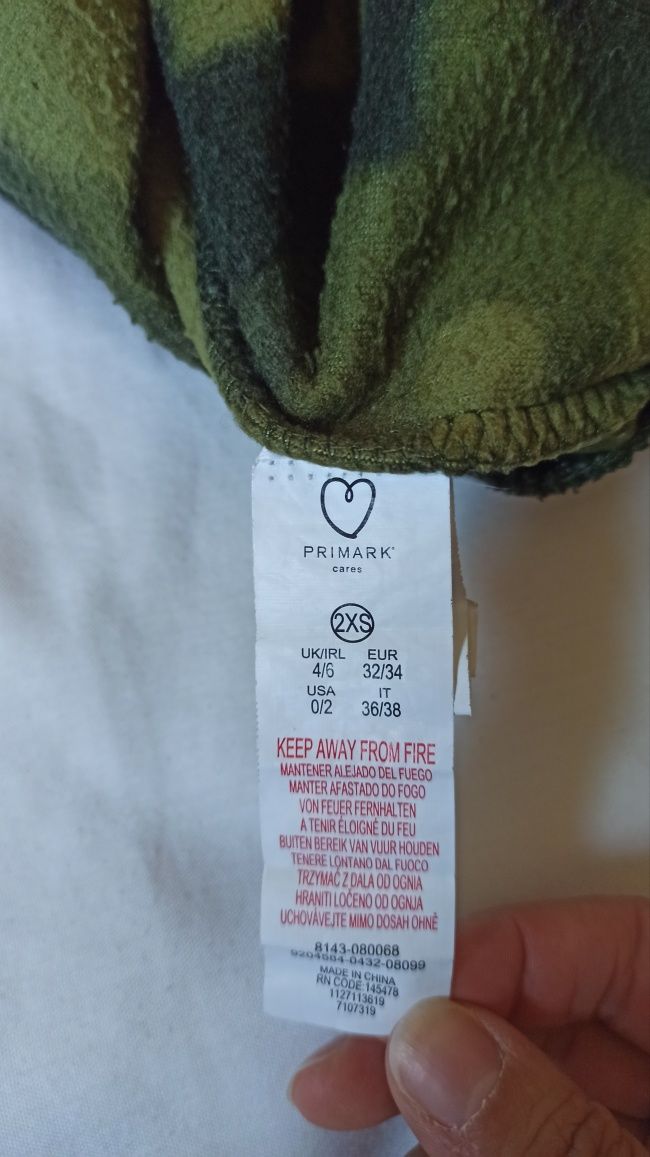 PRIMARK®
cares
2XS
UK/IRL EUR
4/6 32/34
USA IT
0/2 36/38
KEEP AWAY FROM FIRE
MANTENER ALEJADO DEL FUEGO
MANTER AFASTADO DO FOGO
VON FEUER FERNHALTEN
A TENIR ÉLOIGNÉ DU FEU
BUITEN BEREIK VAN VUUR HOUDEN
TENERE LONTANO DAL FUOCO
TRZYMAĆ Z DALA OD OGNIA
HRANITI LOČENO OD OGNJA
UCHOVÁVEJTE MIMO DOSAH OHNĚ
8143-080068
9204584-0432-08099
MADE IN CHINA
RN CODE:145478
1127113619
7107319